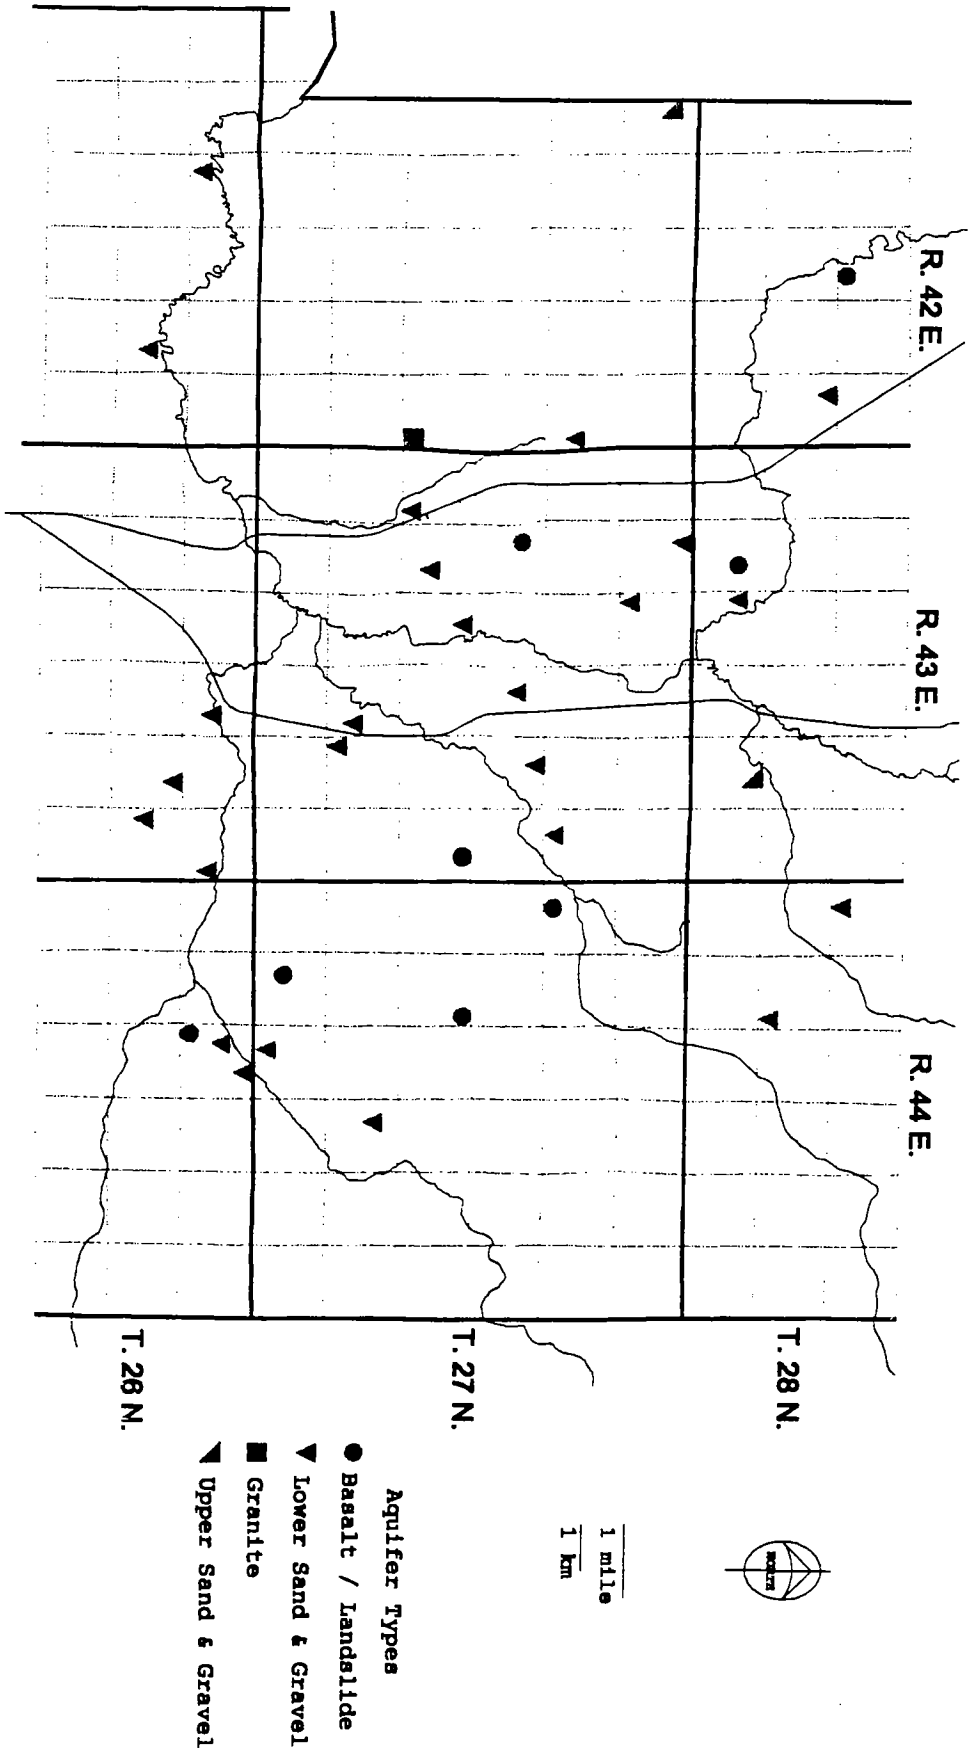 R. 42 E.
R. 43 E.
R. 44 E.
T. 28 N.
T. 27 N.
T. 26 N.
NORTH
1 mile
1 km
Aquifer Types
Basalt / Landslide
Lower Sand & Gravel
Granite
Upper Sand & Gravel